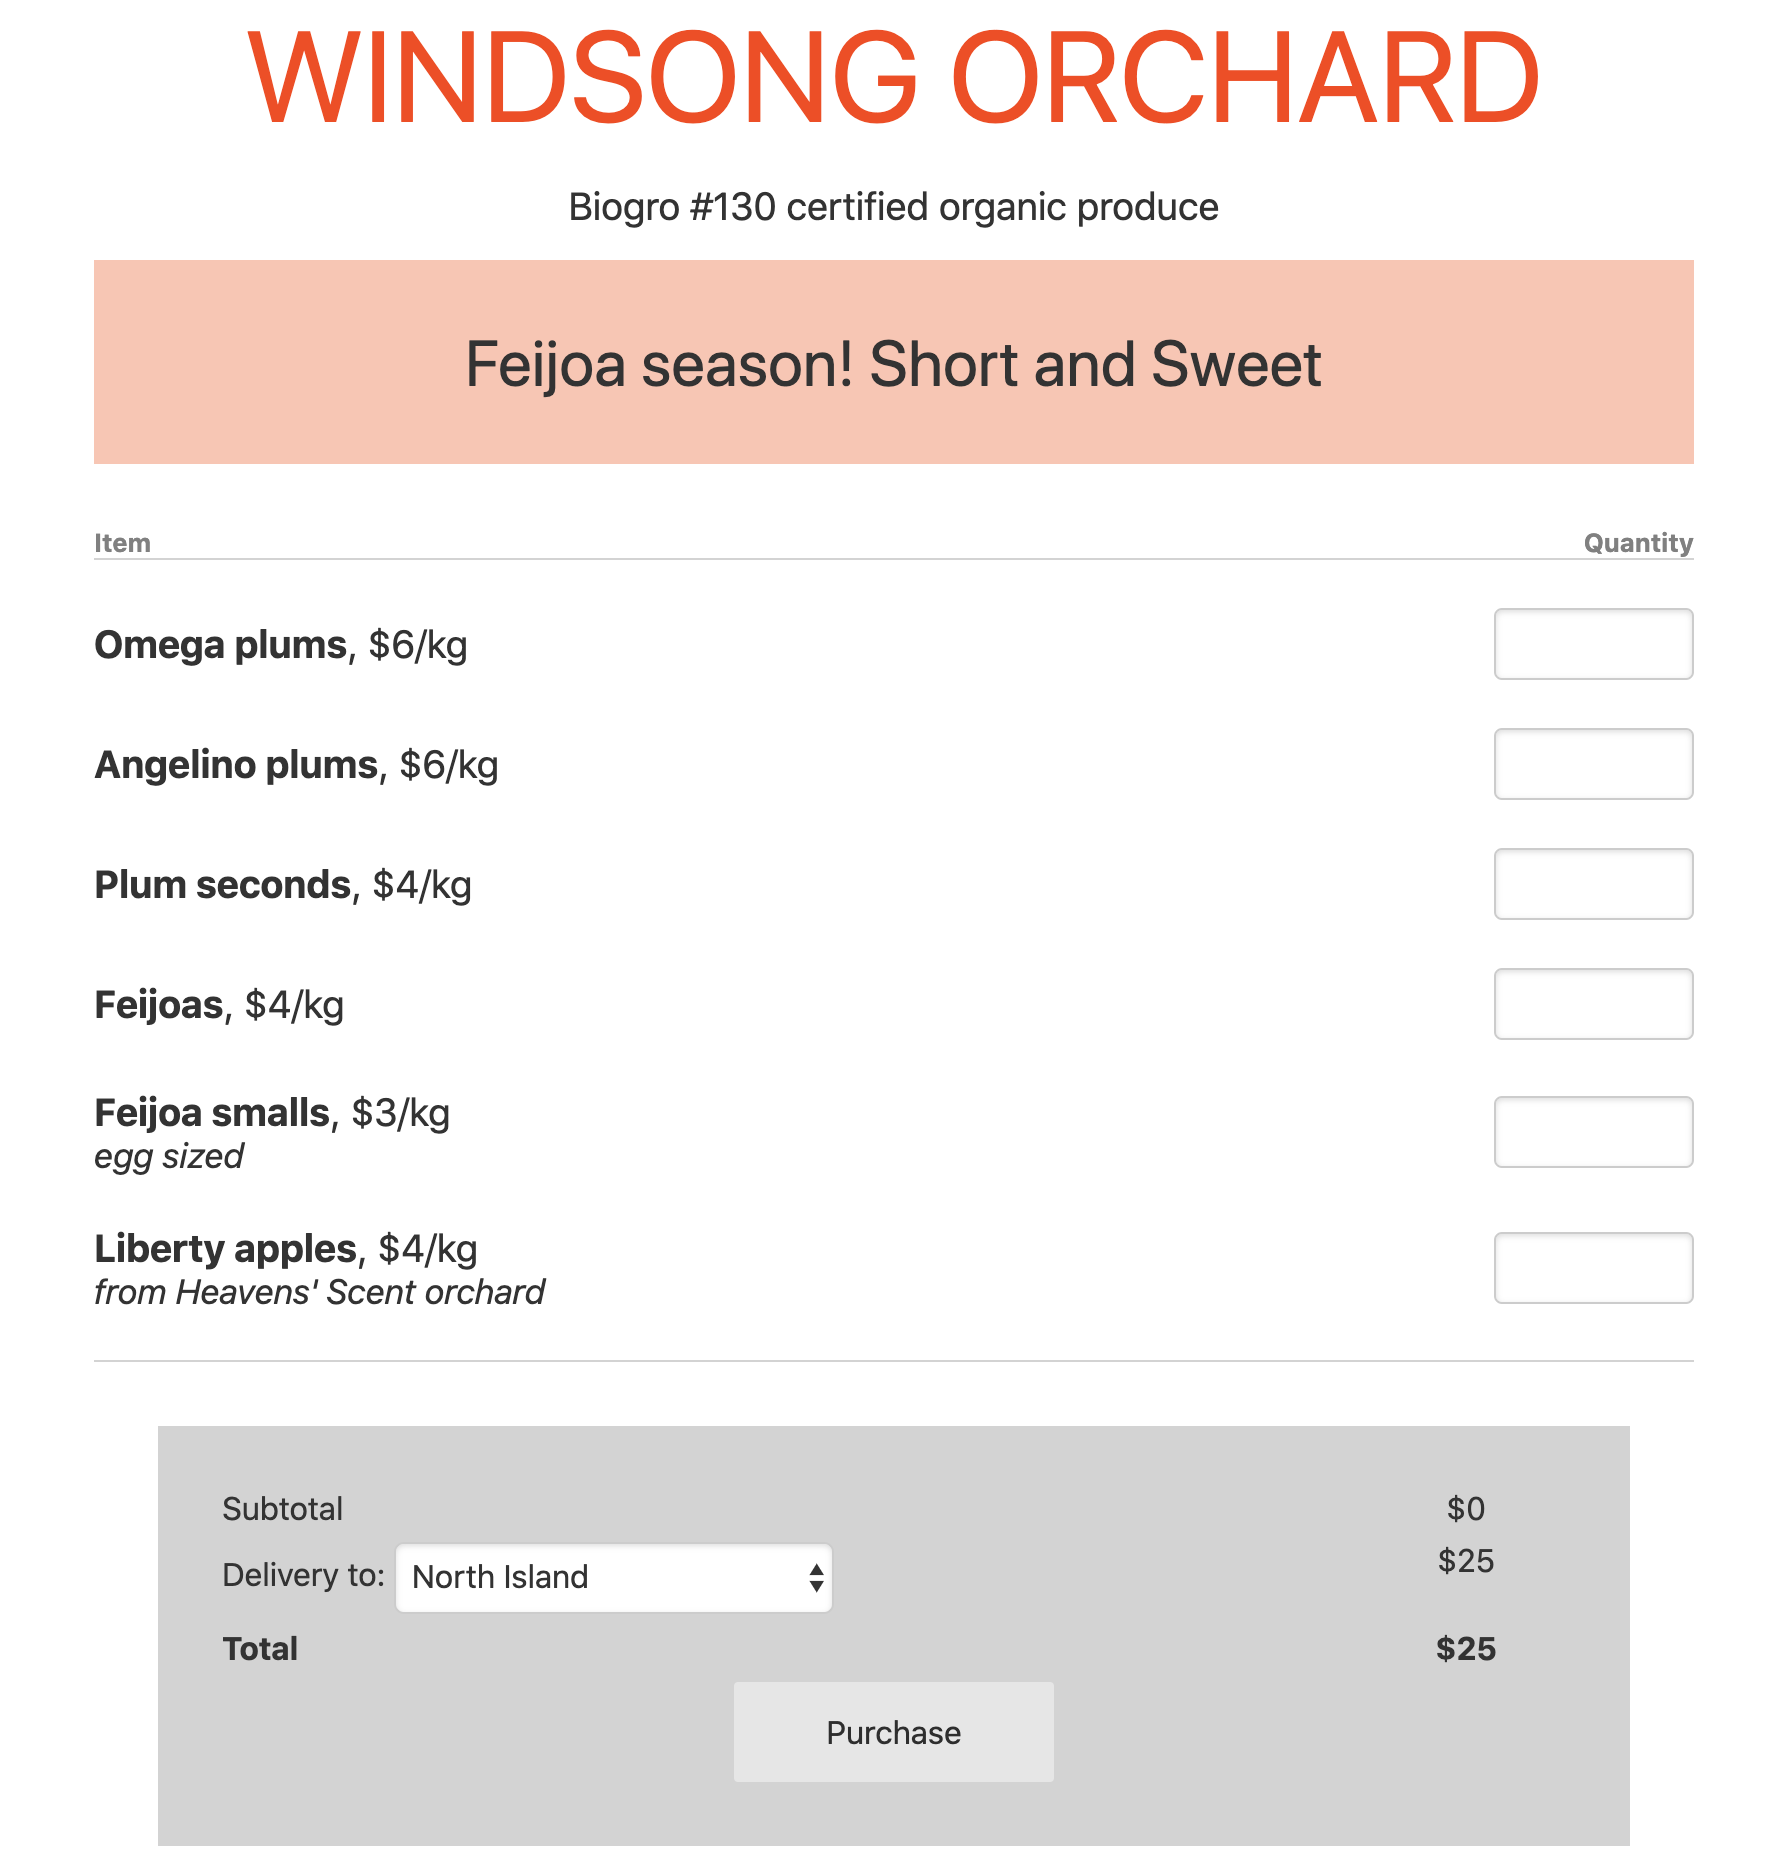 WINDSONG ORCHARD
Biogro #130 certified organic produce
Feijoa season! Short and Sweet
Item Quantity
Omega plums, $6/kg
Angelino plums, $6/kg
Plum seconds, $4/kg
Feijoas, $4/kg
Feijoa smalls, $3/kg
egg sized
Liberty apples, $4/kg
from Heavens' Scent orchard
Subtotal $0
Delivery to: North Island $25
Total $25
Purchase